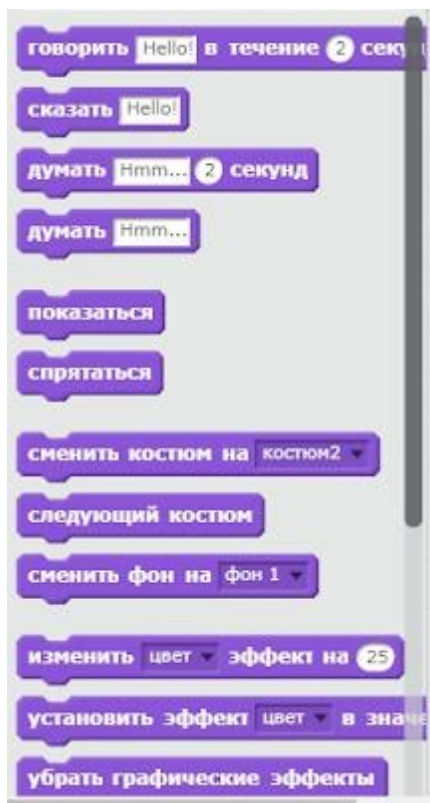 говорить Hello! в течение 2
сказать Hello!
думать Hmm... 2 секунд
думать Hmm...
показаться
спрятаться
сменить костюм на костюм2
следующий костюм
сменить фон на фон 1
изменить цвет эффект на 25
установить эффект цвет в
убрать графические эффекты